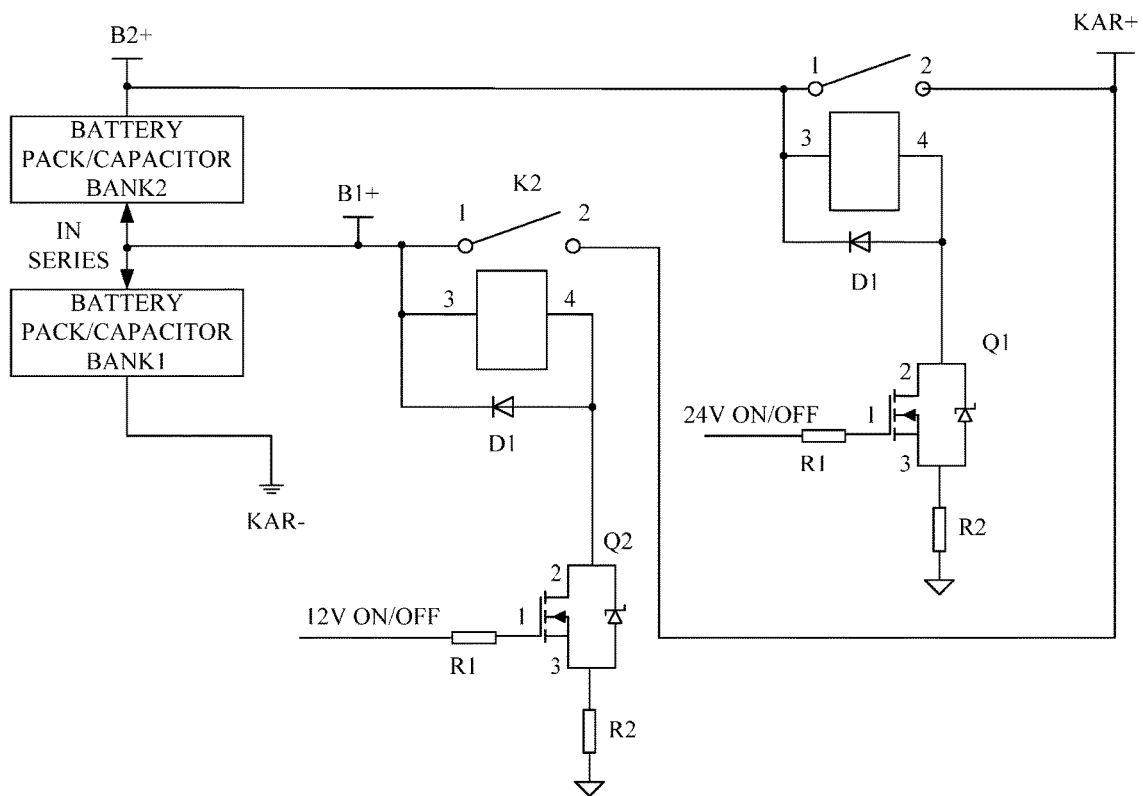 B2+
KAR+
1
2
BATTERY
PACK/CAPACITOR
BANK2
3
4
B1+
K2
1
2
IN
SERIES
D1
BATTERY
PACK/CAPACITOR
BANK1
3
4
Q1
2
24V ON/OFF
1
D1
R1
3
KAR-
R2
Q2
2
12V ON/OFF
1
R1
3
R2